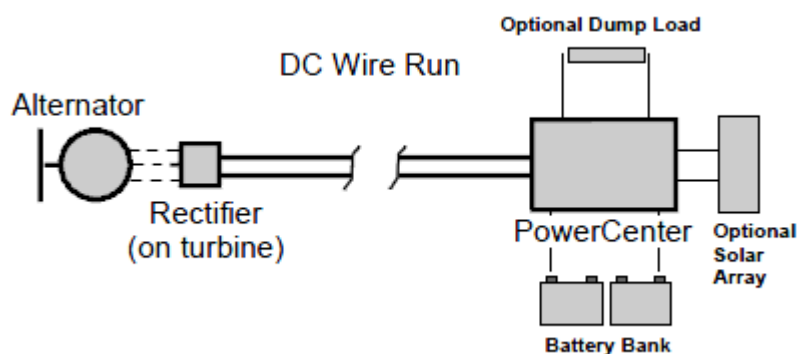 Optional Dump Load
DC Wire Run
Alternator
Rectifier
(on turbine)
PowerCenter
Optional
Solar
Array
Battery Bank